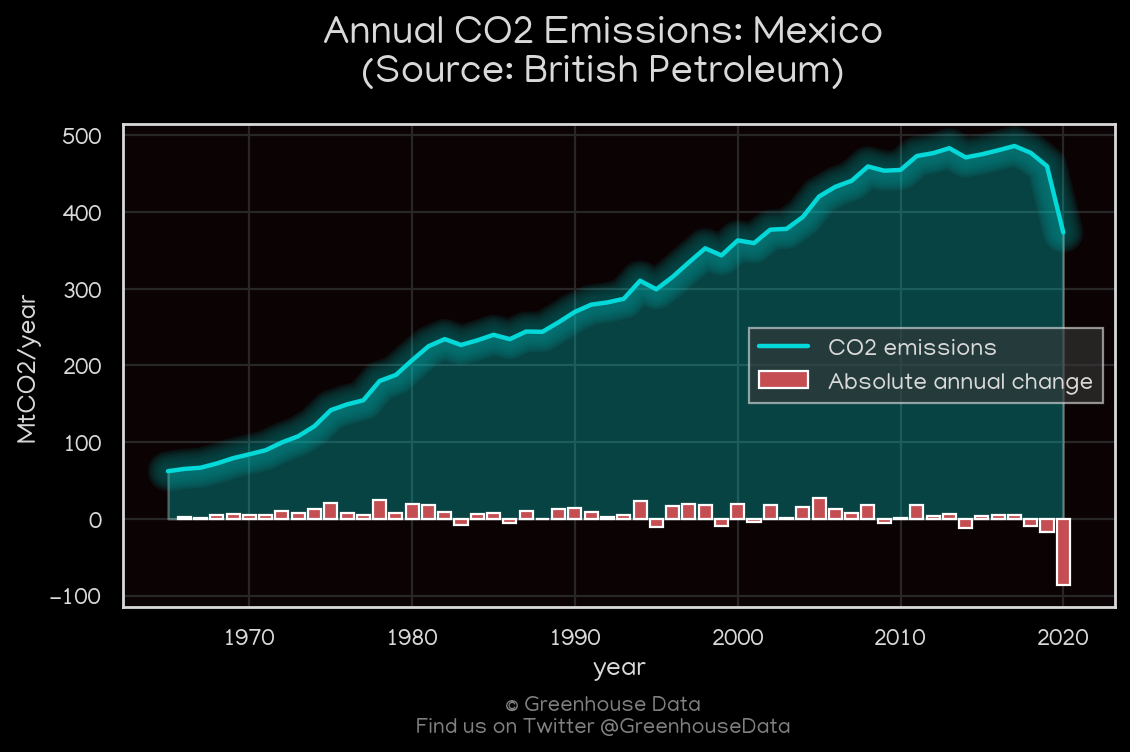 Annual CO2 Emissions: Mexico
(Source: British Petroleum)
500
400
300
200
100
0
−100
MtCO2/year
CO2 emissions
Absolute annual change
1970
1980
1990
2000
2010
2020
year
© Greenhouse Data
Find us on Twitter @GreenhouseData